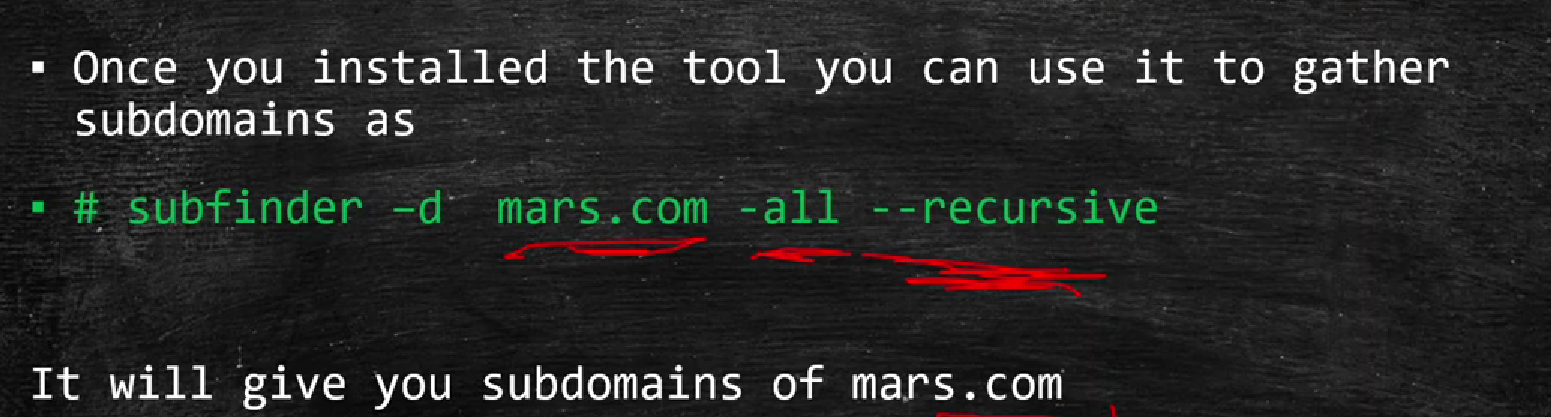 ▪ Once you installed the tool you can use it to gather
subdomains as
▪ # subfinder –d  mars.com -all --recursive
It will give you subdomains of mars.com